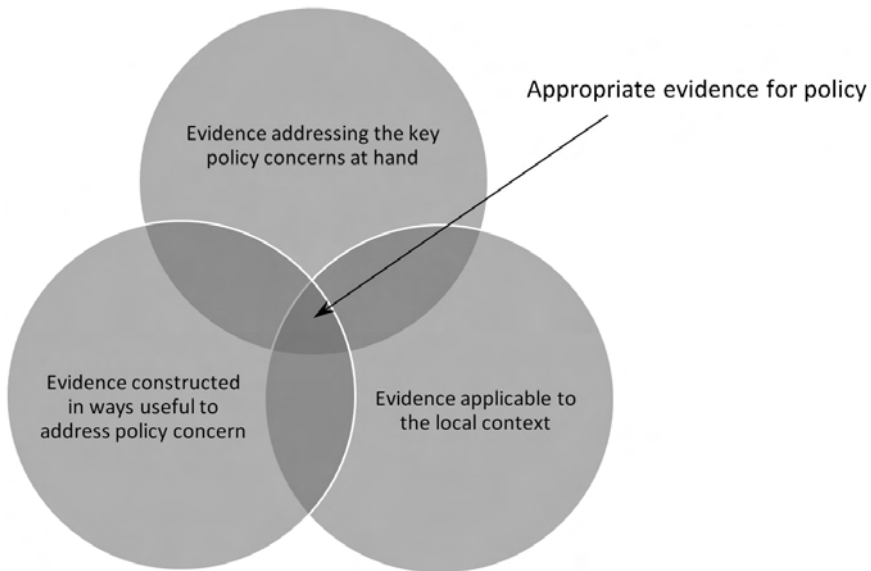 Appropriate evidence for policy
Evidence addressing the key
policy concerns at hand
Evidence constructed
in ways useful to
address policy concern
Evidence applicable to
the local context